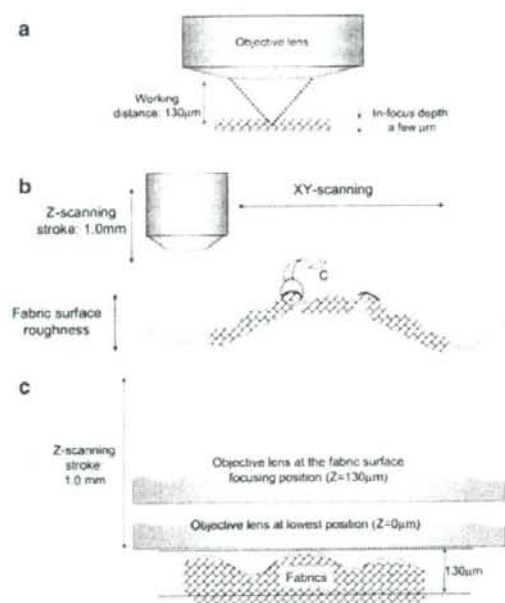 a
Objective lens
Working
distance: 130μm
In-focus depth
a few μm
b
XY-scanning
Z-scanning
stroke: 1.0mm
C
Fabric surface
roughness
c
Z-scanning
stroke:
1.0 mm
Objective lens at the fabric surface
focusing position (Z=130μm)
Objective lens at lowest position (Z=0μm)
Fabrics
130μm